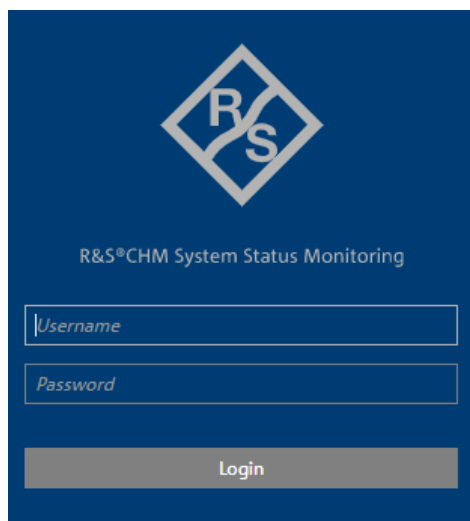 R S
R&S®CHM System Status Monitoring
Username
Password
Login